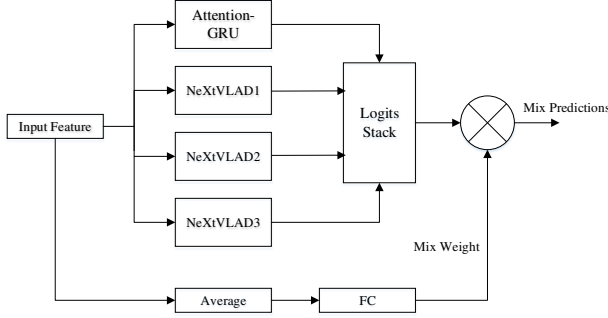 Attention-
GRU
NeXtVLAD1
Input Feature
NeXtVLAD2
NeXtVLAD3
Logits
Stack
Mix Predictions
Mix Weight
Average
FC